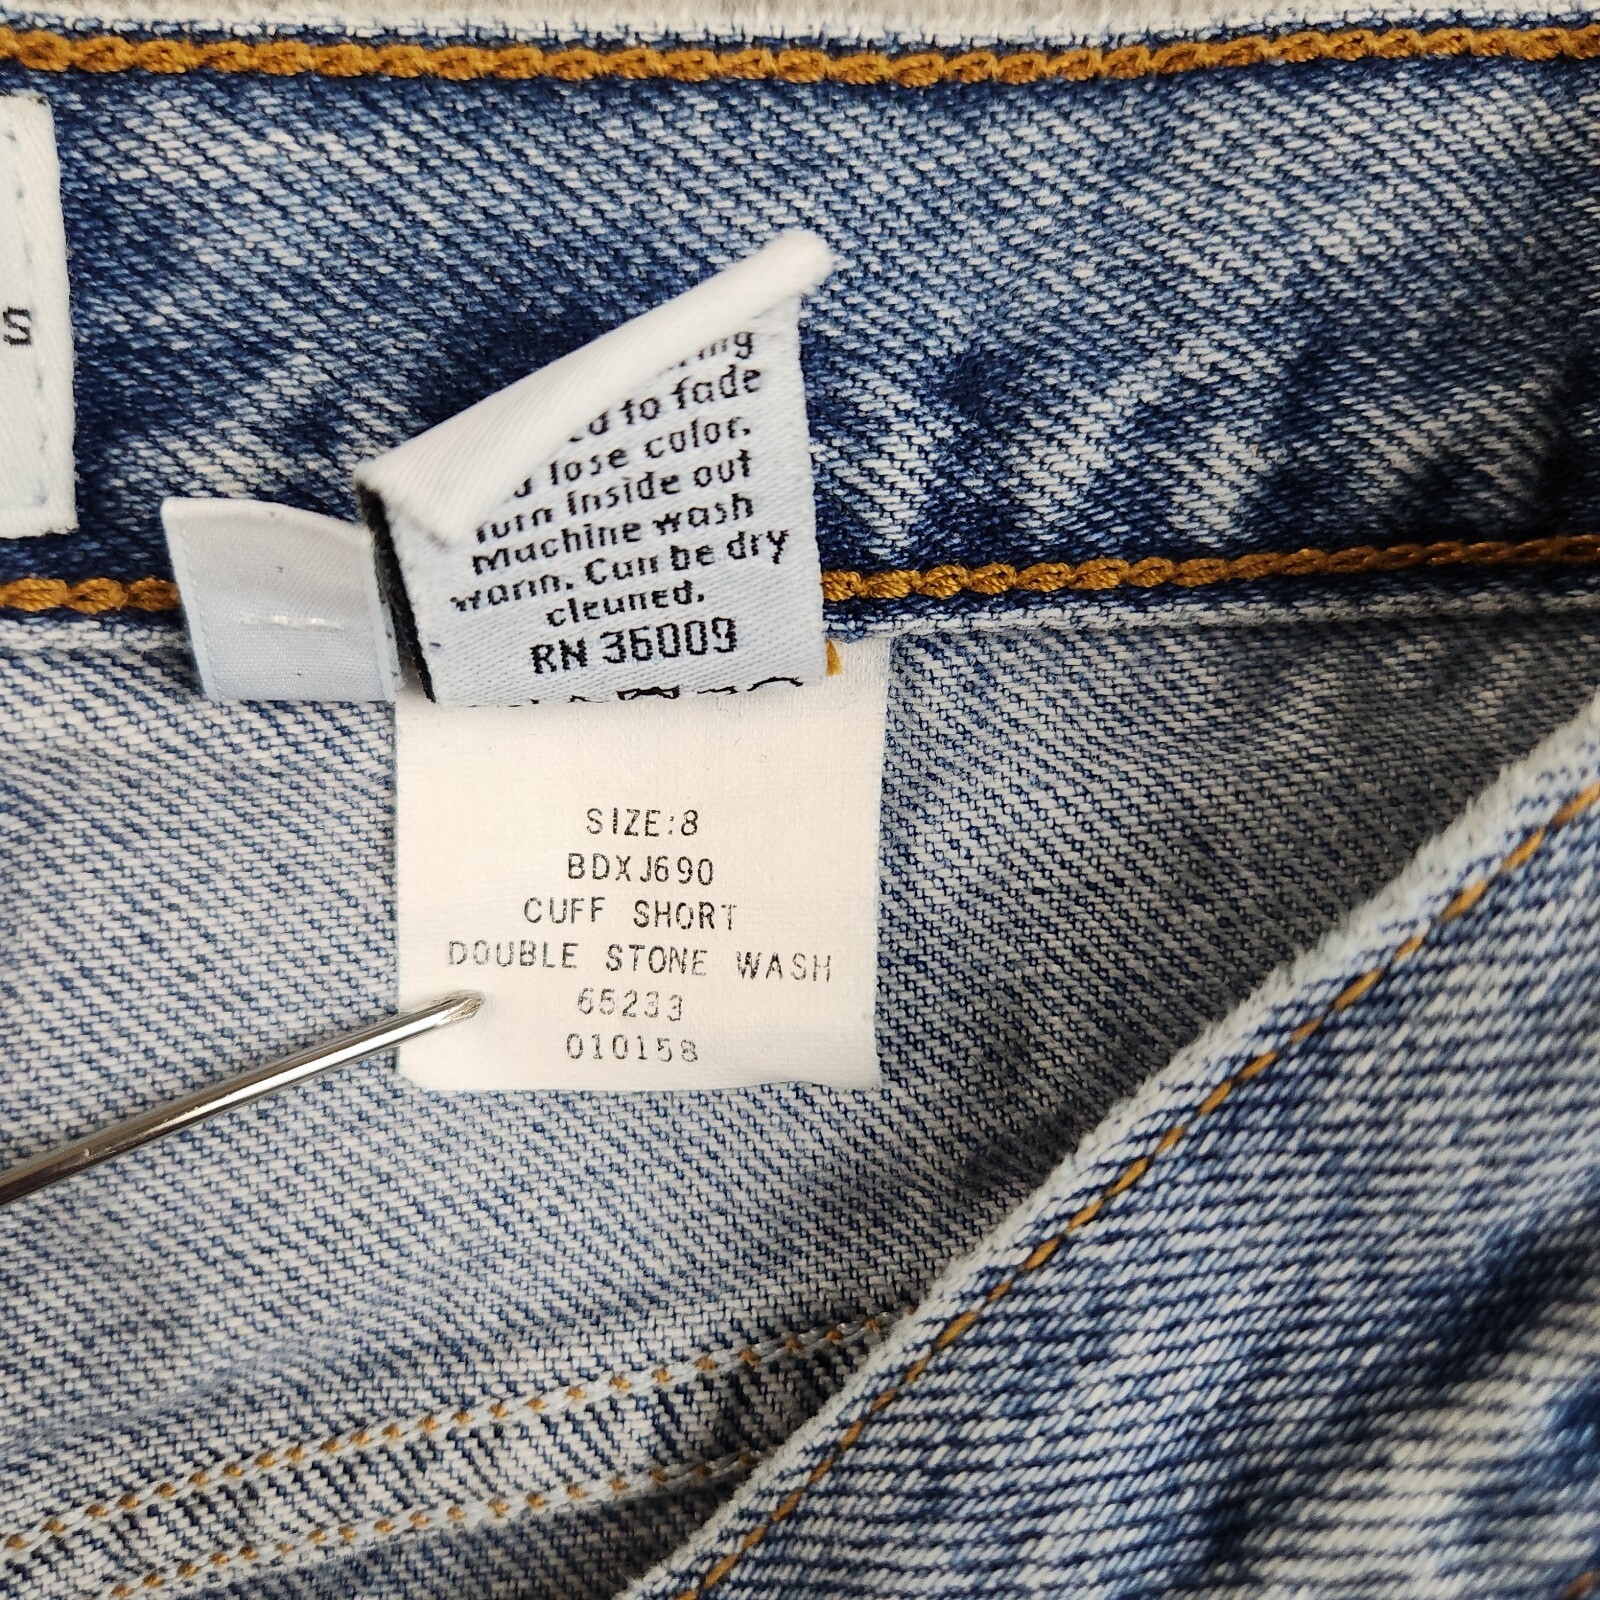 S
to fade
lose color.
Turn inside out
Machine wash
warm. Can be dry
cleaned.
RN 36009
SIZE:8
BDXJ690
CUFF SHORT
DOUBLE STONE WASH
65233
010158